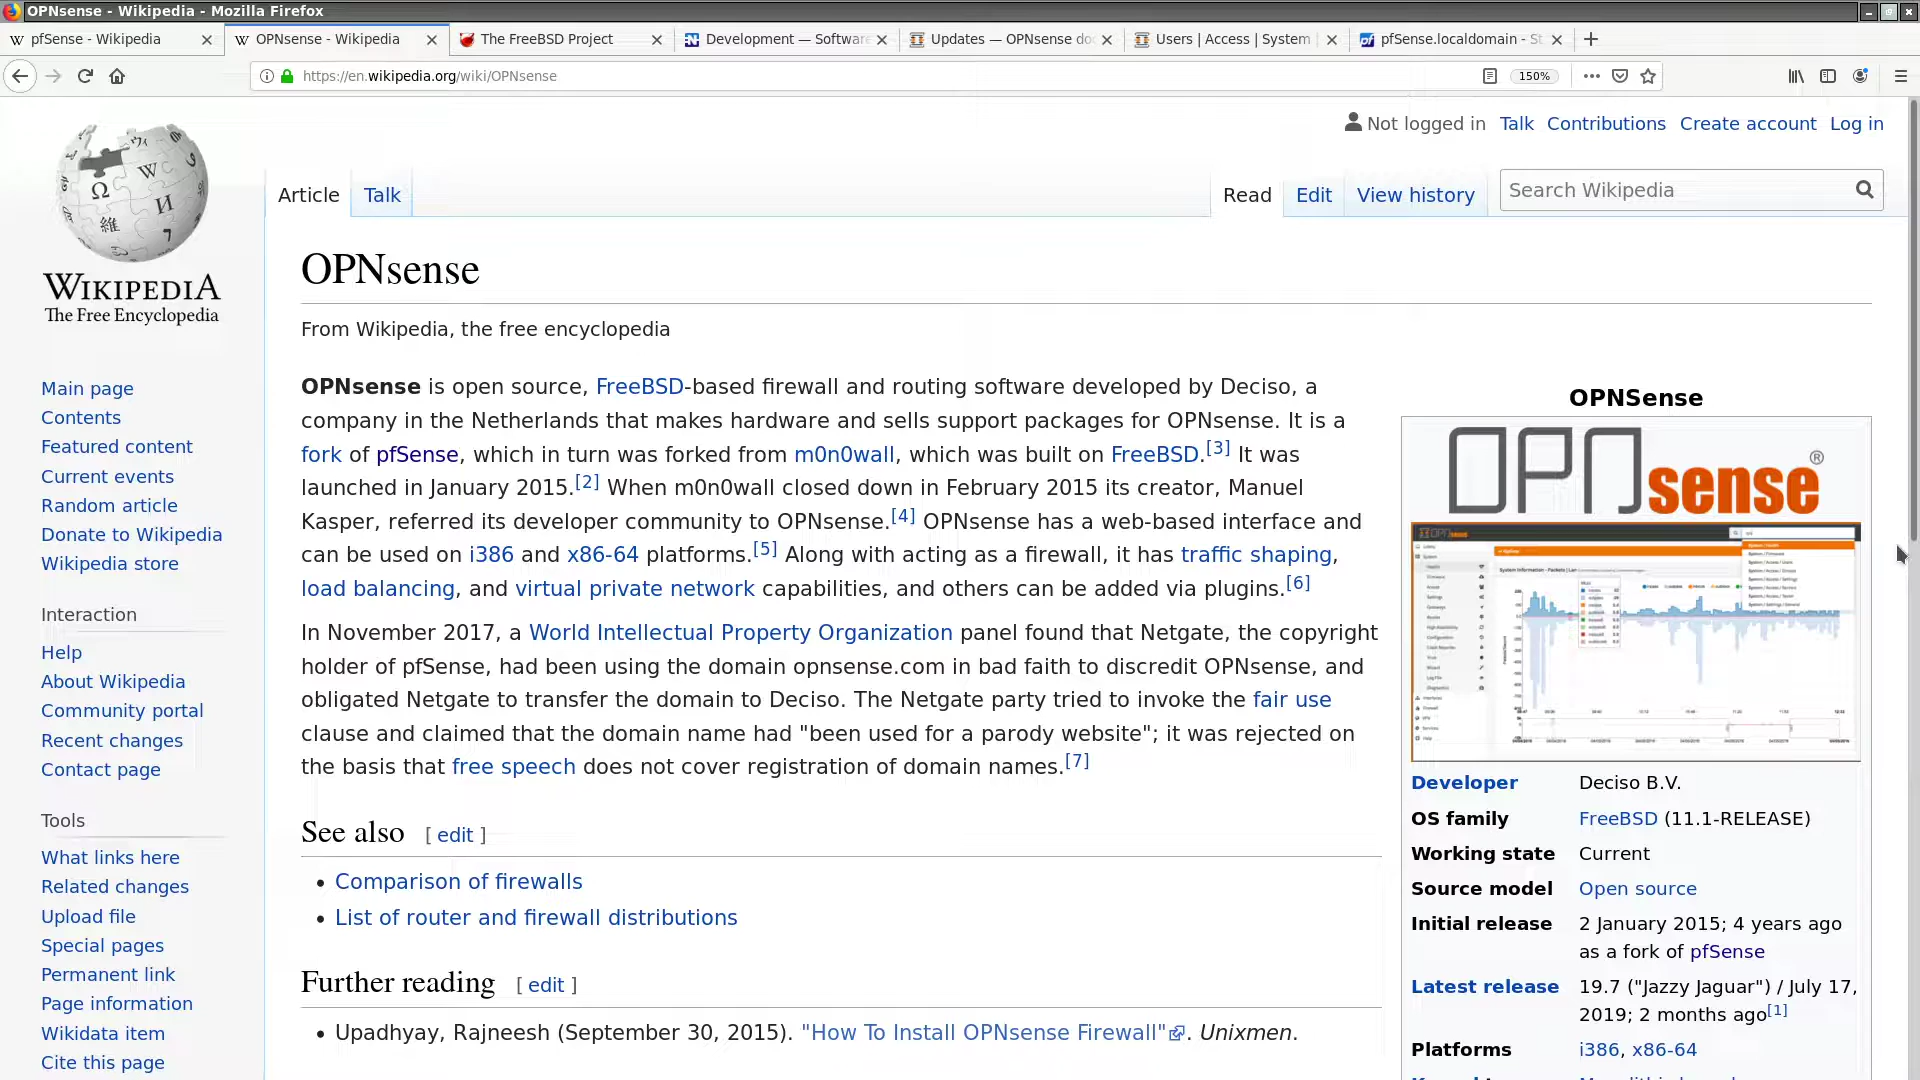 OPNsense - Wikipedia - Mozilla Firefox
pfSense - Wikipedia
OPNsense - Wikipedia
The FreeBSD Project
Development — Software
Updates — OPNsense do
Users | Access | System
pfSense.localdomain - St
https://en.wikipedia.org/wiki/OPNsense
150%
Not logged in Talk Contributions Create account Log in
Article Talk Read Edit View history Search Wikipedia
WIKIPEDIA
The Free Encyclopedia
Main page
Contents
Featured content
Current events
Random article
Donate to Wikipedia
Wikipedia store
Interaction
Help
About Wikipedia
Community portal
Recent changes
Contact page
Tools
What links here
Related changes
Upload file
Special pages
Permanent link
Page information
Wikidata item
Cite this page
OPNsense
From Wikipedia, the free encyclopedia
OPNsense is open source, FreeBSD-based firewall and routing software developed by Deciso, a
company in the Netherlands that makes hardware and sells support packages for OPNsense. It is a
fork of pfSense, which in turn was forked from m0n0wall, which was built on FreeBSD.[3] It was
launched in January 2015.[2] When m0n0wall closed down in February 2015 its creator, Manuel
Kasper, referred its developer community to OPNsense.[4] OPNsense has a web-based interface and
can be used on i386 and x86-64 platforms.[5] Along with acting as a firewall, it has traffic shaping,
load balancing, and virtual private network capabilities, and others can be added via plugins.[6]
In November 2017, a World Intellectual Property Organization panel found that Netgate, the copyright
holder of pfSense, had been using the domain opnsense.com in bad faith to discredit OPNsense, and
obligated Netgate to transfer the domain to Deciso. The Netgate party tried to invoke the fair use
clause and claimed that the domain name had "been used for a parody website"; it was rejected on
the basis that free speech does not cover registration of domain names.[7]
See also [ edit ]
• Comparison of firewalls
• List of router and firewall distributions
Further reading [ edit ]
• Upadhyay, Rajneesh (September 30, 2015). "How To Install OPNsense Firewall". Unixmen.
OPNSense
OPNsense®
Developer Deciso B.V.
OS family FreeBSD (11.1-RELEASE)
Working state Current
Source model Open source
Initial release 2 January 2015; 4 years ago
as a fork of pfSense
Latest release 19.7 ("Jazzy Jaguar") / July 17,
2019; 2 months ago[1]
Platforms i386, x86-64